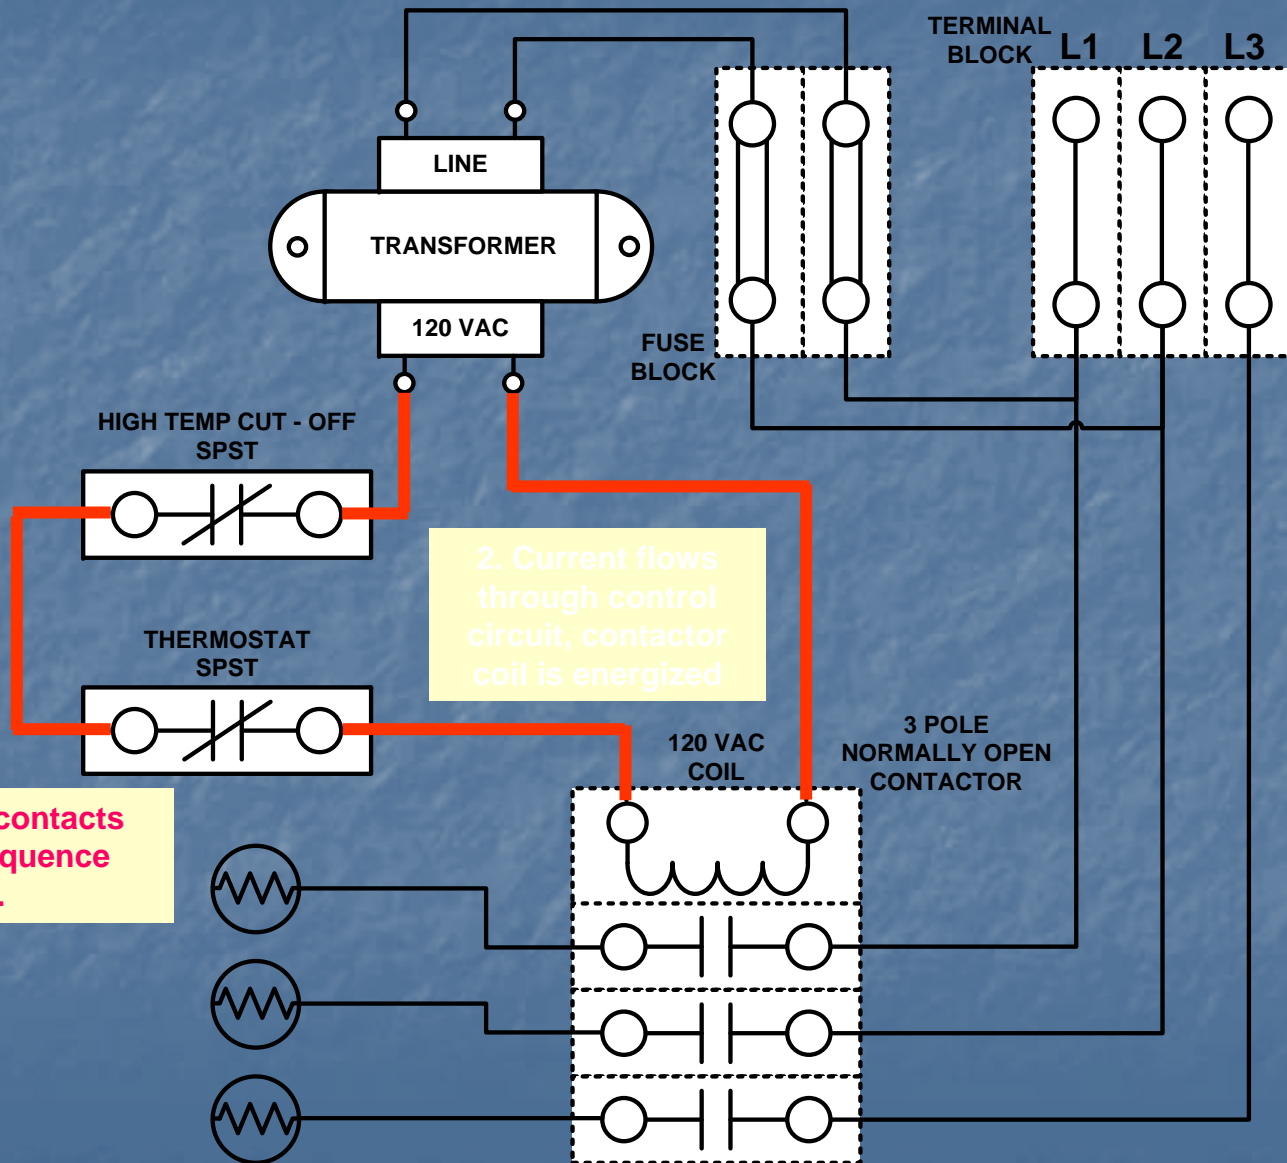 TERMINAL
BLOCK
L1 L2 L3
LINE
TRANSFORMER
120 VAC
FUSE
BLOCK
HIGH TEMP CUT - OFF
SPST
2. Current flows
through control
circuit, contactor
coil is energized
THERMOSTAT
SPST
120 VAC
COIL
3 POLE
NORMALLY OPEN
CONTACTOR
contacts
quence
.